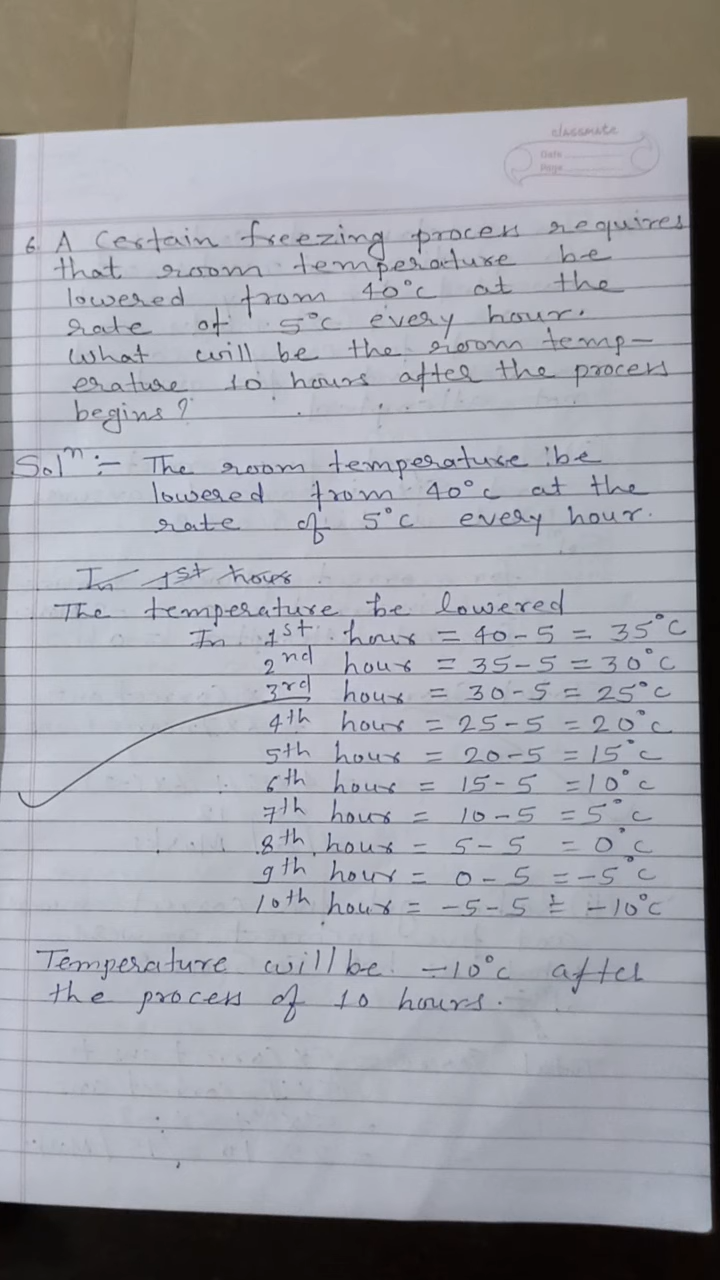 classmate
Date
Page
6. A Certain freezing process requires
that room temperature be
lowered from 40°c at the
rate of 5°c every hour.
What will be the room temp-
erature 10 hours after the process
begins?
Solⁿ :- The room temperature be
lowered from 40°c at the
rate of 5°c every hour.
In 1st hour
The temperature be lowered
In 1st hour = 40-5 = 35°C
2nd hour = 35-5 = 30°C
3rd hour = 30-5 = 25°C
4th hour = 25-5 = 20°C
5th hour = 20-5 = 15°C
6th hour = 15-5 = 10°C
7th hour = 10-5 = 5°C
8th hour = 5-5 = 0°C
9th hour = 0-5 = -5°C
10th hour = -5-5 = -10°C
Temperature will be -10°c after
the process of 10 hours.